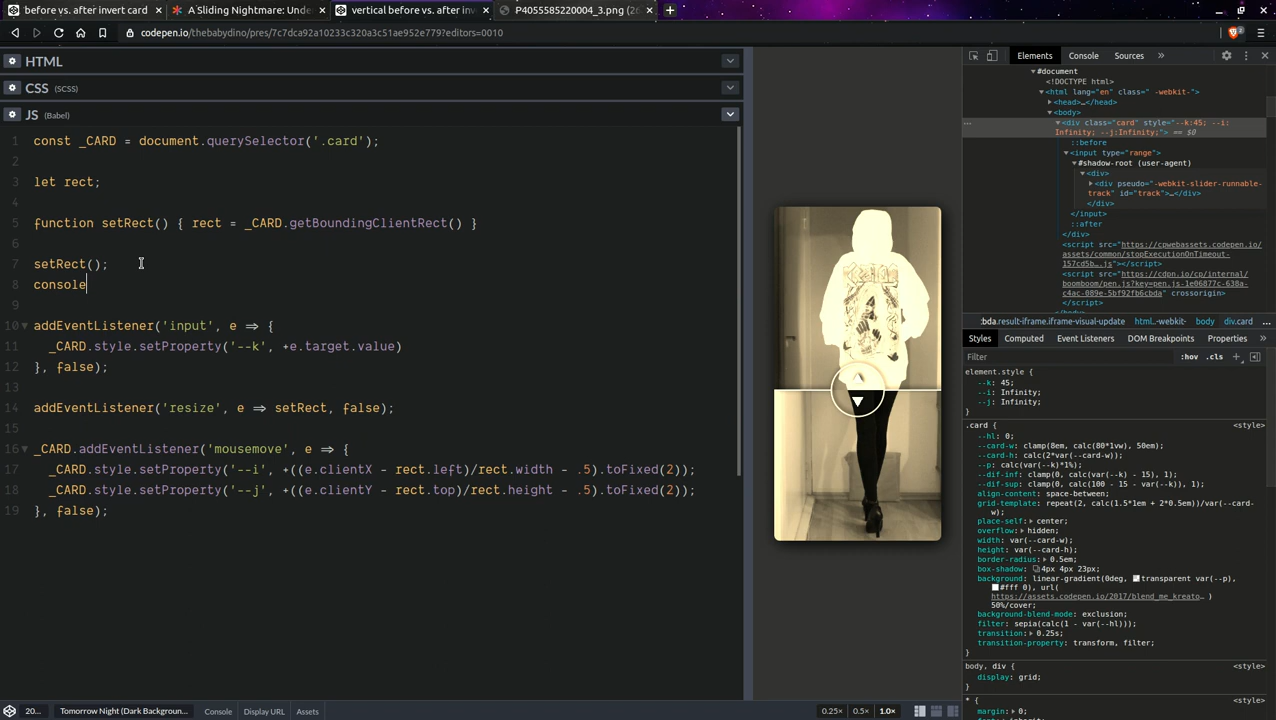 before vs. after invert card
A Sliding Nightmare: Unde
vertical before vs. after inv
P4055585220004_3.png (26
codepen.io/thebabydino/pres/7c7dca92a10233c320a3c51ae952e779?editors=0010
HTML
CSS (SCSS)
JS (Babel)
1 const _CARD = document.querySelector('.card');
2
3 let rect;
4
5 function setRect() { rect = _CARD.getBoundingClientRect() }
6
7 setRect();
8 console
9
10 addEventListener('input', e => {
11 _CARD.style.setProperty('--k', +e.target.value)
12 }, false);
13
14 addEventListener('resize', e => setRect, false);
15
16 _CARD.addEventListener('mousemove', e => {
17 _CARD.style.setProperty('--i', +((e.clientX - rect.left)/rect.width - .5).toFixed(2));
18 _CARD.style.setProperty('--j', +((e.clientY - rect.top)/rect.height - .5).toFixed(2));
19 }, false);
20...
Tomorrow Night (Dark Backgroun...
Console
Display URL
Assets
0.25× 0.5× 1.0×
Elements Console Sources »
#document
<!DOCTYPE html>
<html lang="en" class=" -webkit-">
<head>…</head>
<body>
<div class="card" style="--k:45; --i:
Infinity; --j:Infinity;"> == $0
::before
<input type="range">
#shadow-root (user-agent)
<div>
<div pseudo="-webkit-slider-runnable-
track" id="track">…</div>
</div>
</input>
::after
</div>
<script src="https://cpwebassets.codepen.io/
assets/common/stopExecutionOnTimeout-
157cd5b….js"></script>
<script src="https://cdpn.io/cp/internal/
boomboom/pen.js?key=pen.js-1e06877c-638a-
c4ac-089e-5bf92fb6cbda" crossorigin>
</script>
:bda.result-iframe.iframe-visual-update html.-webkit- body div.card
Styles Computed Event Listeners DOM Breakpoints Properties »
Filter :hov .cls +
element.style {
--k: 45;
--i: Infinity;
--j: Infinity;
}
.card { <style>
--hl: 0;
--card-w: clamp(8em, calc(80*1vw), 50em);
--card-h: calc(2*var(--card-w));
--p: calc(var(--k)*1%);
--dif-inf: clamp(0, calc(var(--k) - 15), 1);
--dif-sup: clamp(0, calc(100 - 15 - var(--k)), 1);
align-content: space-between;
grid-template: repeat(2, calc(1.5*1em + 2*0.5em))/var(--card-
w);
place-self: center;
overflow: hidden;
width: var(--card-w);
height: var(--card-h);
border-radius: 0.5em;
box-shadow: 4px 4px 23px;
background: linear-gradient(0deg, transparent var(--p),
#fff 0), url(
https://assets.codepen.io/2017/blend_me_kreato… )
50%/cover;
background-blend-mode: exclusion;
filter: sepia(calc(1 - var(--hl)));
transition: 0.25s;
transition-property: transform, filter;
}
body, div { <style>
display: grid;
}
* { <style>
margin: 0;